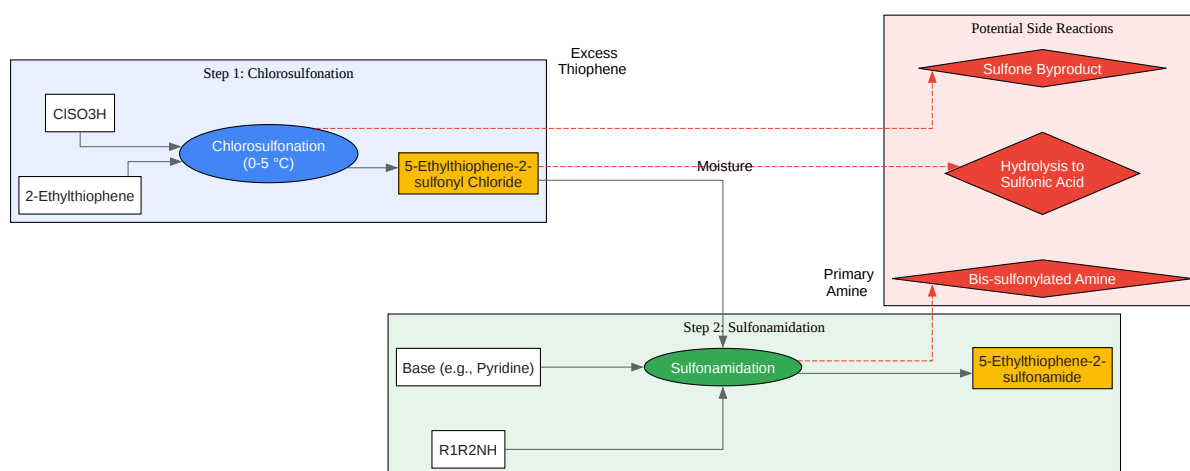 Potential Side Reactions
Excess
Thiophene
Sulfone Byproduct
Step 1: Chlorosulfonation
ClSO3H
Chlorosulfonation
(0-5 °C)
5-Ethylthiophene-2-
sulfonyl Chloride
Moisture
Hydrolysis to
Sulfonic Acid
2-Ethylthiophene
Primary
Amine
Bis-sulfonylated Amine
Step 2: Sulfonamidation
Base (e.g., Pyridine)
Sulfonamidation
5-Ethylthiophene-2-
sulfonamide
R1R2NH